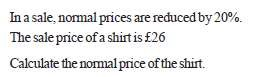 In a sale, normal prices are reduced by 20%.
The sale price of a shirt is £26
Calculate the normal price of the shirt.